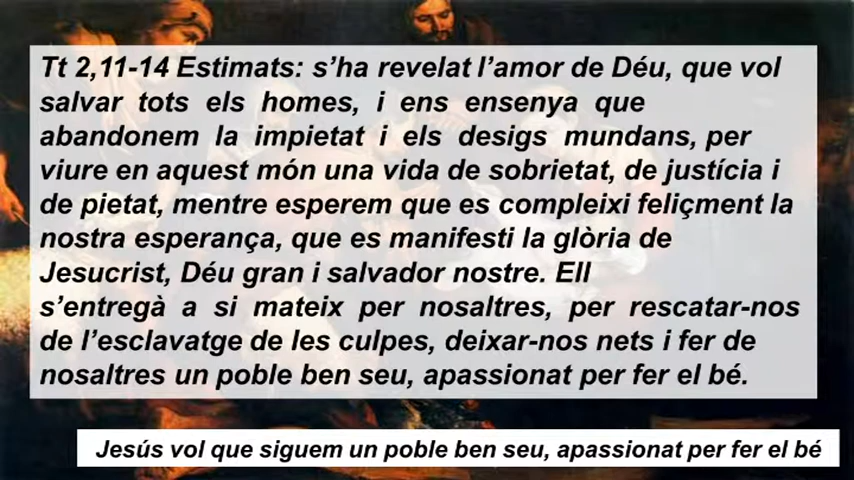 Tt 2,11-14 Estimats: s’ha revelat l’amor de Déu, que vol
salvar tots els homes, i ens ensenya que
abandonem la impietat i els desigs mundans, per
viure en aquest món una vida de sobrietat, de justícia i
de pietat, mentre esperem que es compleixi feliçment la
nostra esperança, que es manifesti la glòria de
Jesucrist, Déu gran i salvador nostre. Ell
s’entregà a si mateix per nosaltres, per rescatar-nos
de l’esclavatge de les culpes, deixar-nos nets i fer de
nosaltres un poble ben seu, apassionat per fer el bé.
Jesús vol que siguem un poble ben seu, apassionat per fer el bé